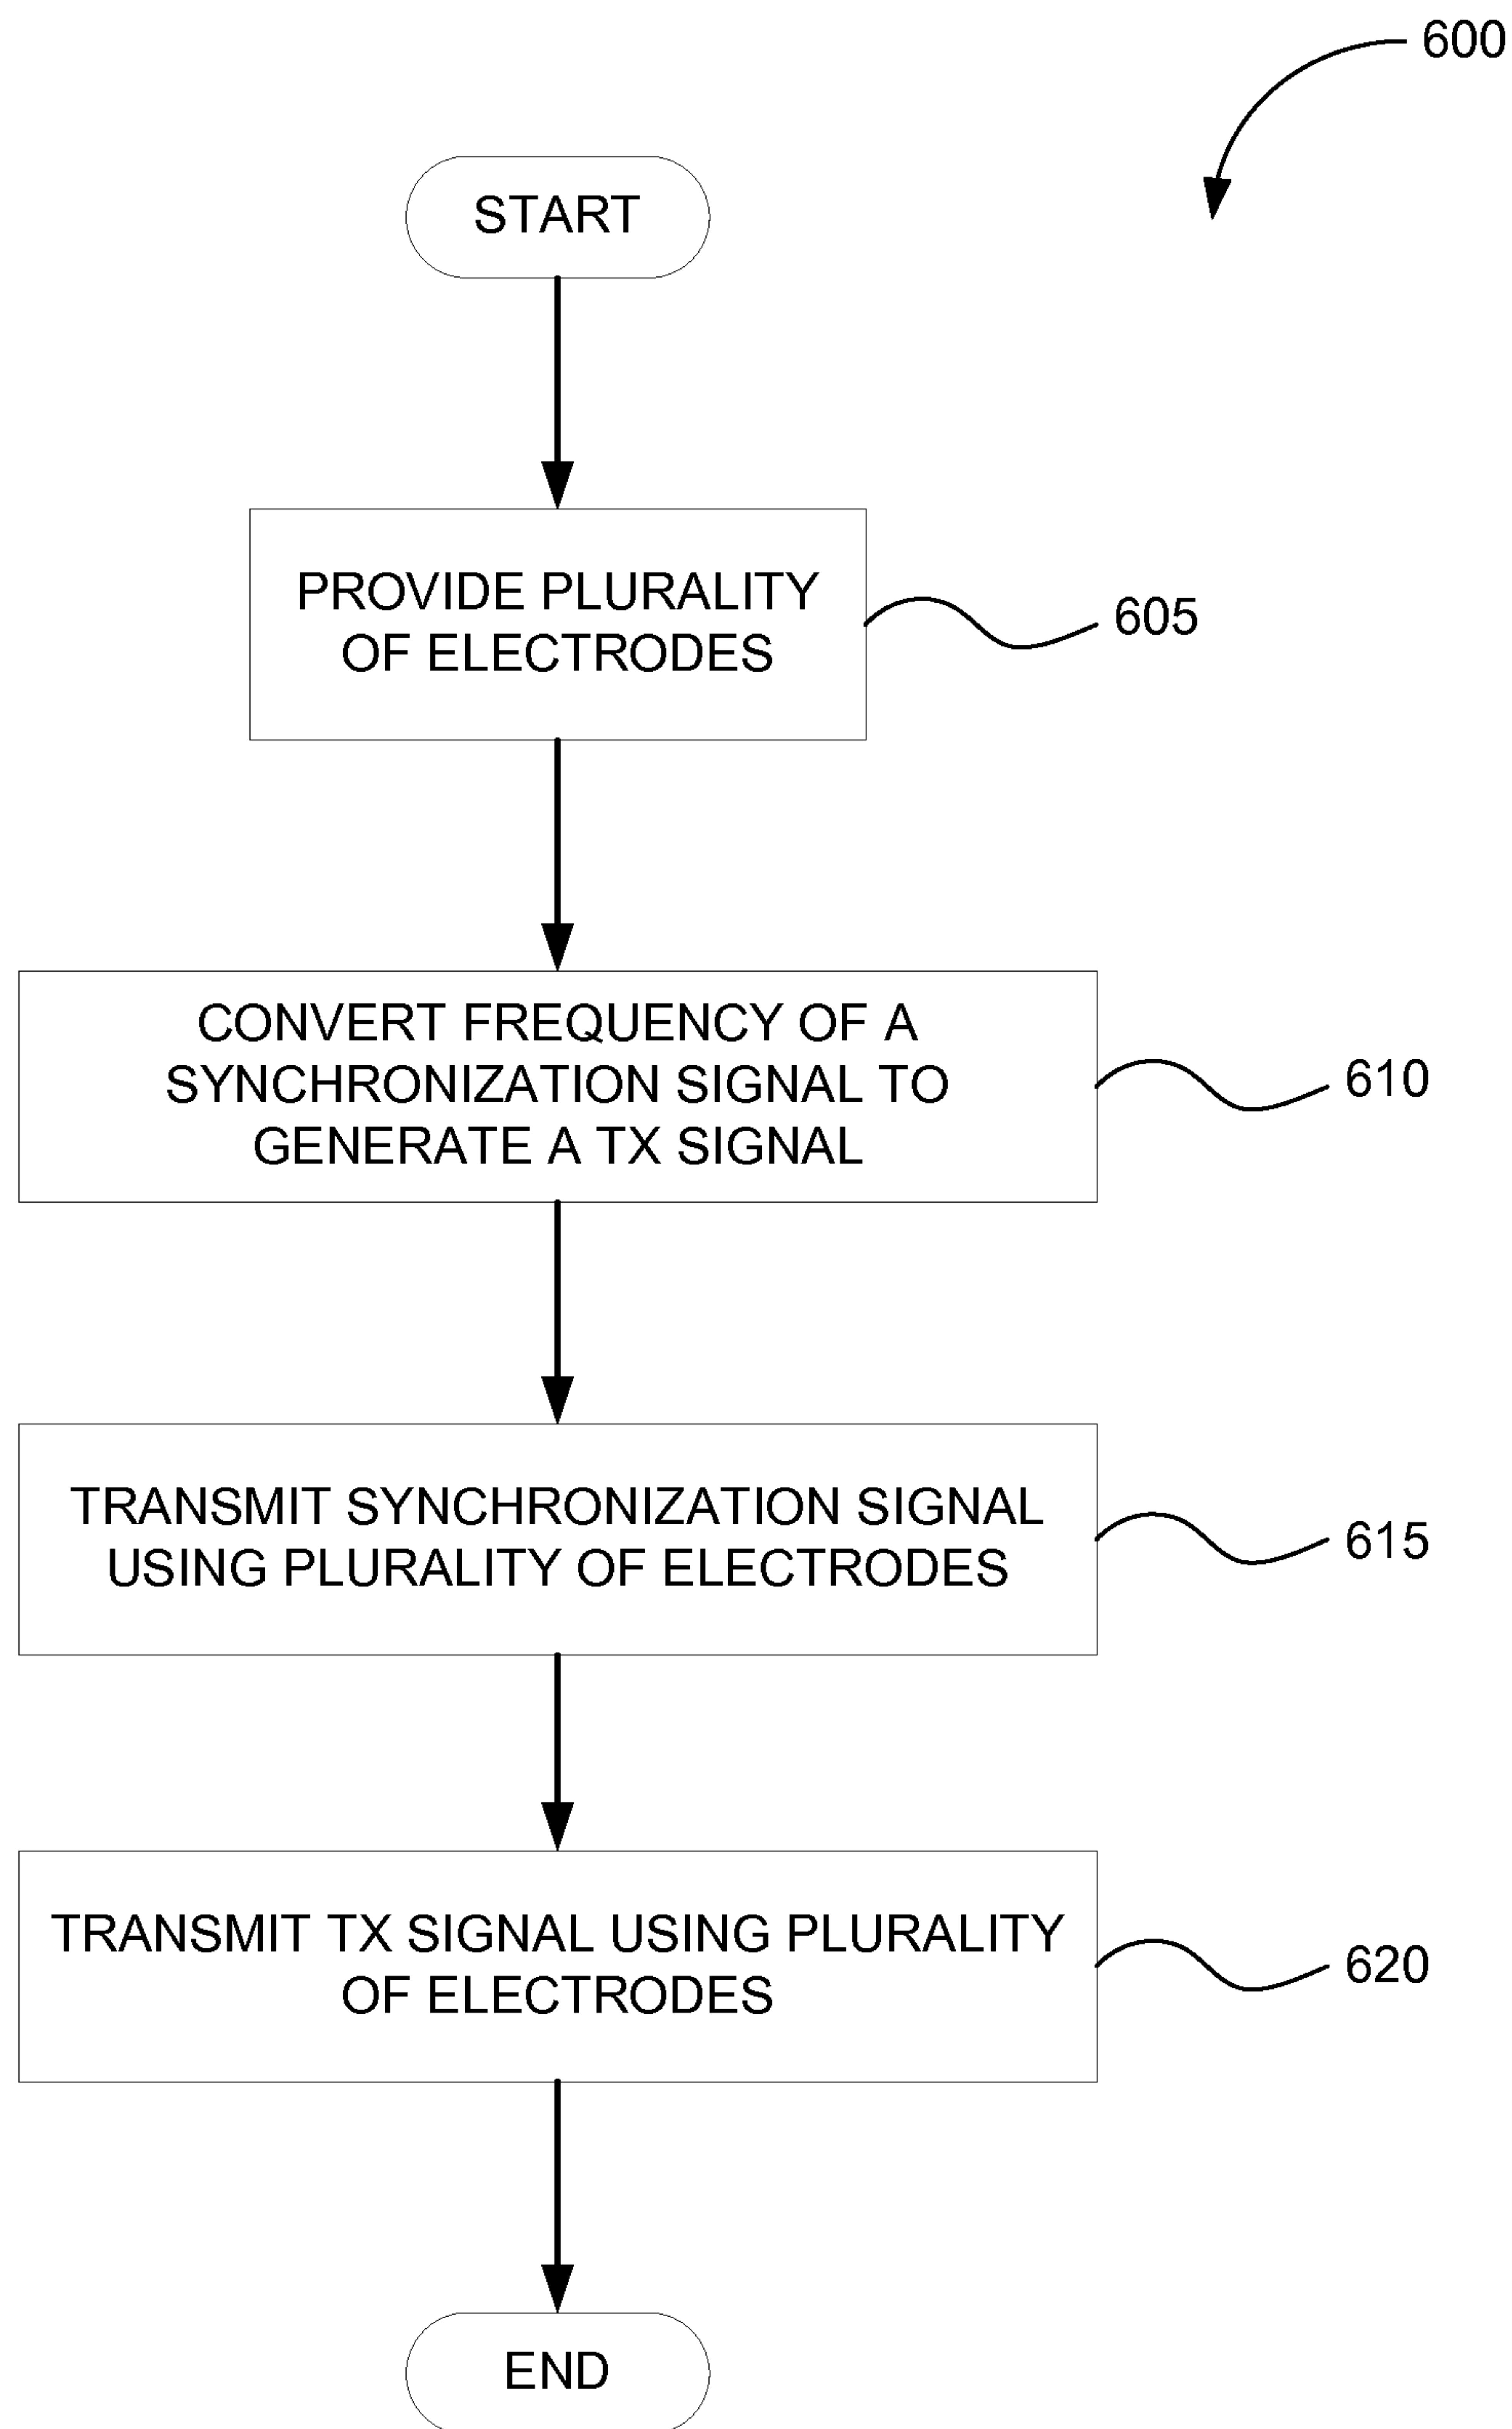 600
START
PROVIDE PLURALITY
OF ELECTRODES
605
CONVERT FREQUENCY OF A
SYNCHRONIZATION SIGNAL TO
GENERATE A TX SIGNAL
610
TRANSMIT SYNCHRONIZATION SIGNAL
USING PLURALITY OF ELECTRODES
615
TRANSMIT TX SIGNAL USING PLURALITY
OF ELECTRODES
620
END